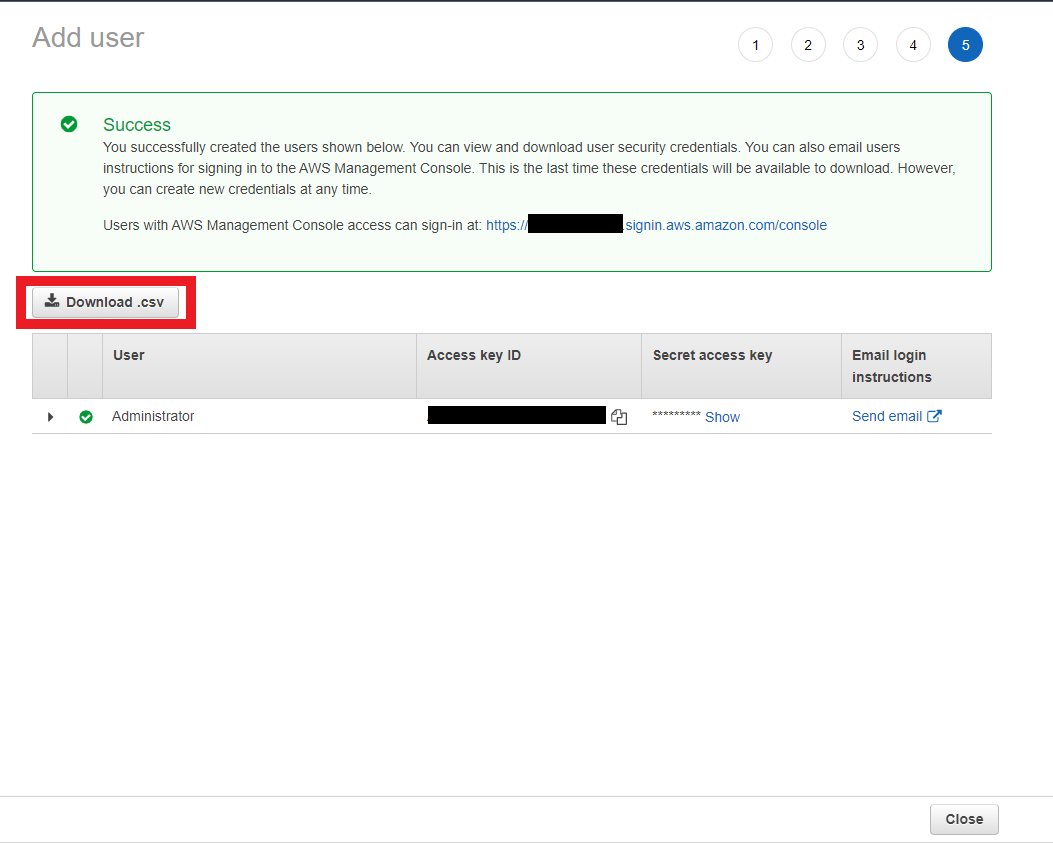 Add user
1 2 3 4 5
Success
You successfully created the users shown below. You can view and download user security credentials. You can also email users
instructions for signing in to the AWS Management Console. This is the last time these credentials will be available to download. However,
you can create new credentials at any time.
Users with AWS Management Console access can sign-in at: https:// .signin.aws.amazon.com/console
Download .csv
User Access key ID Secret access key Email login
instructions
Administrator ********* Show Send email
Close